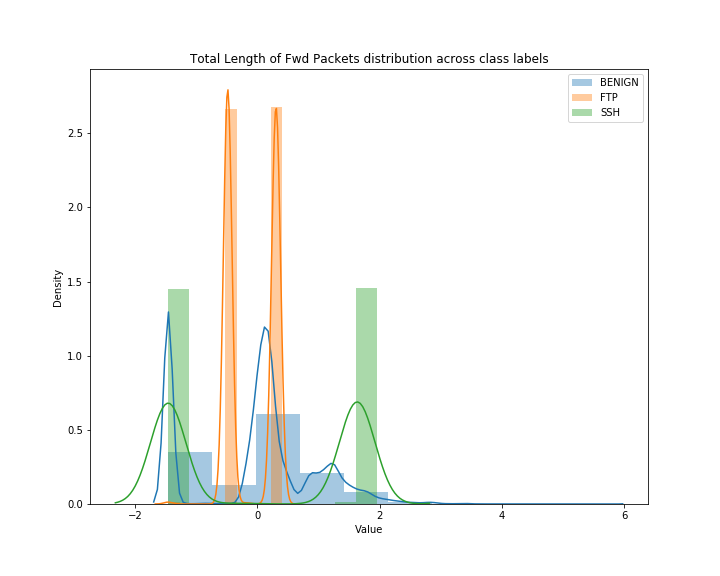 Total Length of Fwd Packets distribution across class labels
BENIGN
FTP
SSH
2.5
2.0
1.5
1.0
0.5
0.0
Density
−2
0
2
4
6
Value